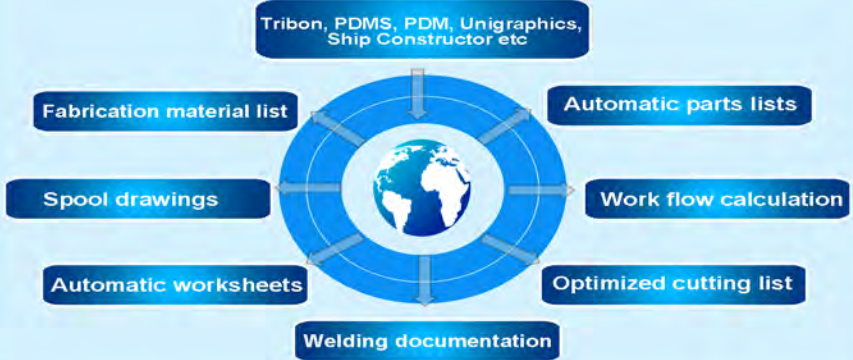 Tribon, PDMS, PDM, Unigraphics,
Ship Constructor etc
Fabrication material list
Automatic parts lists
Spool drawings
Work flow calculation
Automatic worksheets
Optimized cutting list
Welding documentation